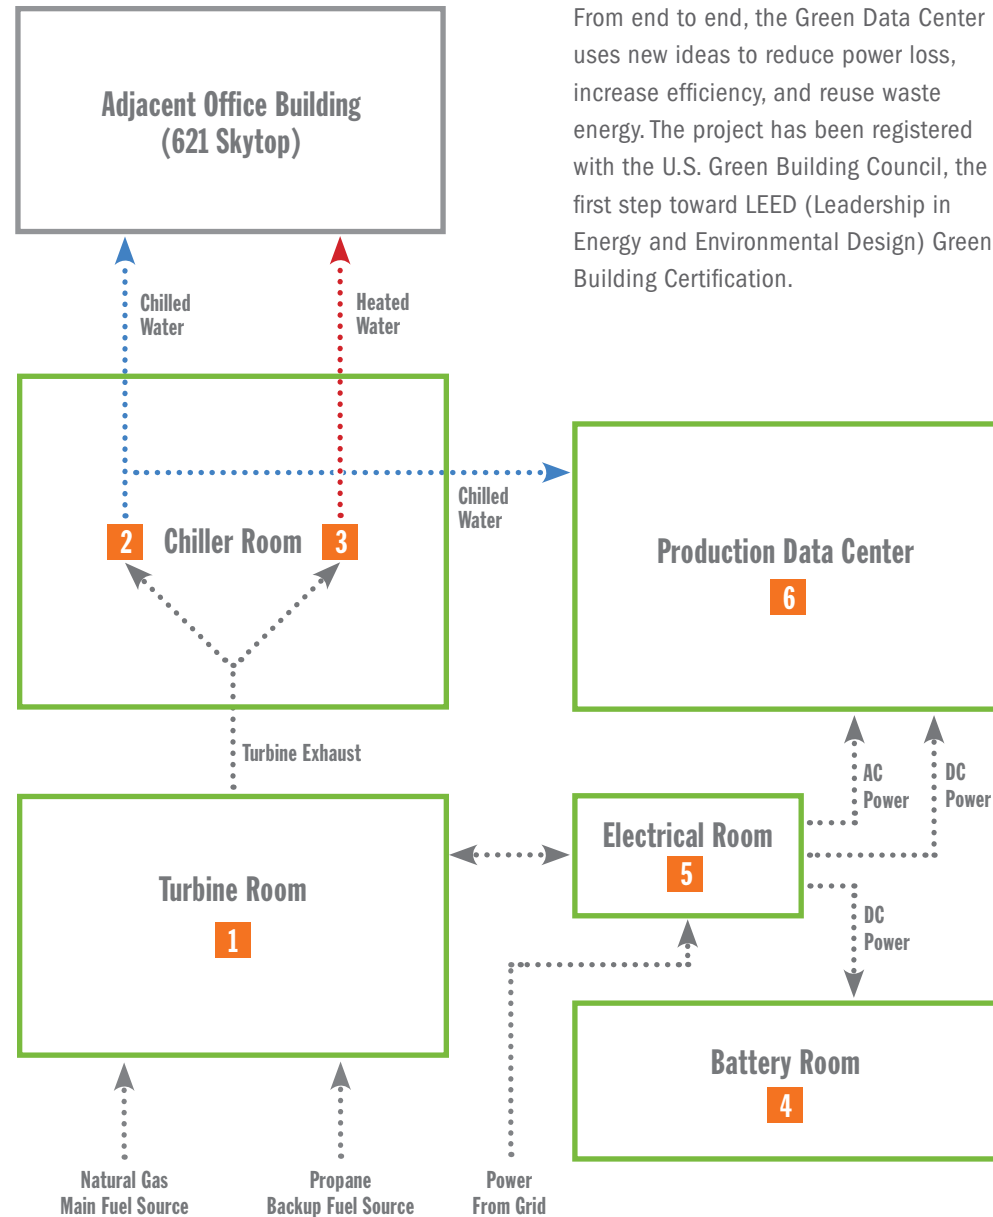 From end to end, the Green Data Center
uses new ideas to reduce power loss,
increase efficiency, and reuse waste
energy. The project has been registered
with the U.S. Green Building Council, the
first step toward LEED (Leadership in
Energy and Environmental Design) Green
Building Certification.
Adjacent Office Building
(621 Skytop)
Chilled
Water
Heated
Water
Chilled
Water
2
Chiller Room
3
Production Data Center
6
Turbine Exhaust
AC
Power
DC
Power
Electrical Room
5
Turbine Room
1
DC
Power
Battery Room
4
Natural Gas
Main Fuel Source
Propane
Backup Fuel Source
Power
From Grid